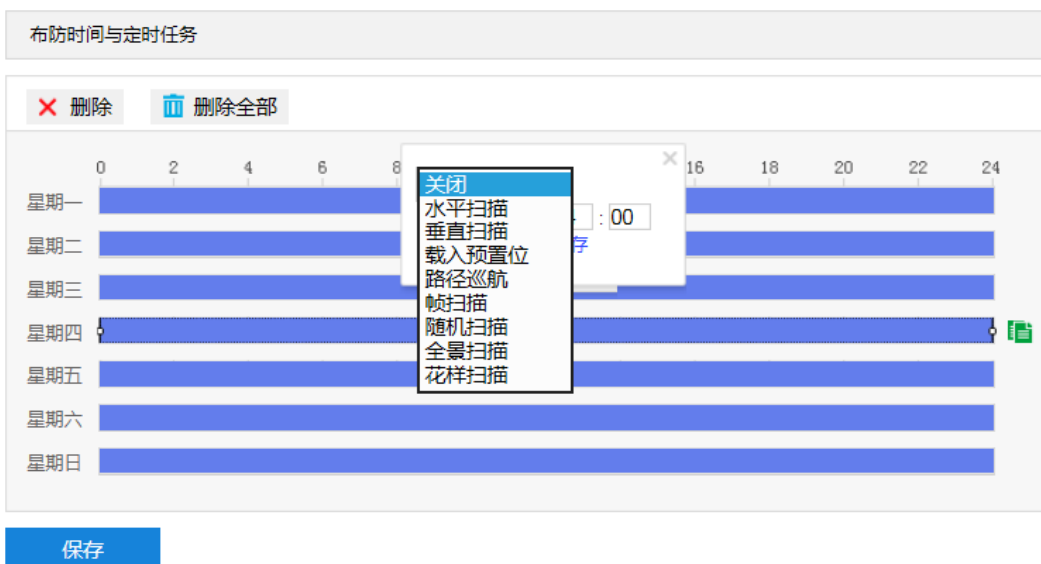 布防时间与定时任务
删除 删除全部
0 2 4 6 8 16 18 20 22 24
关闭
水平扫描
垂直扫描
载入预置位
路径巡航
帧扫描
随机扫描
全景扫描
花样扫描
: 00
存
星期一
星期二
星期三
星期四
星期五
星期六
星期日
保存